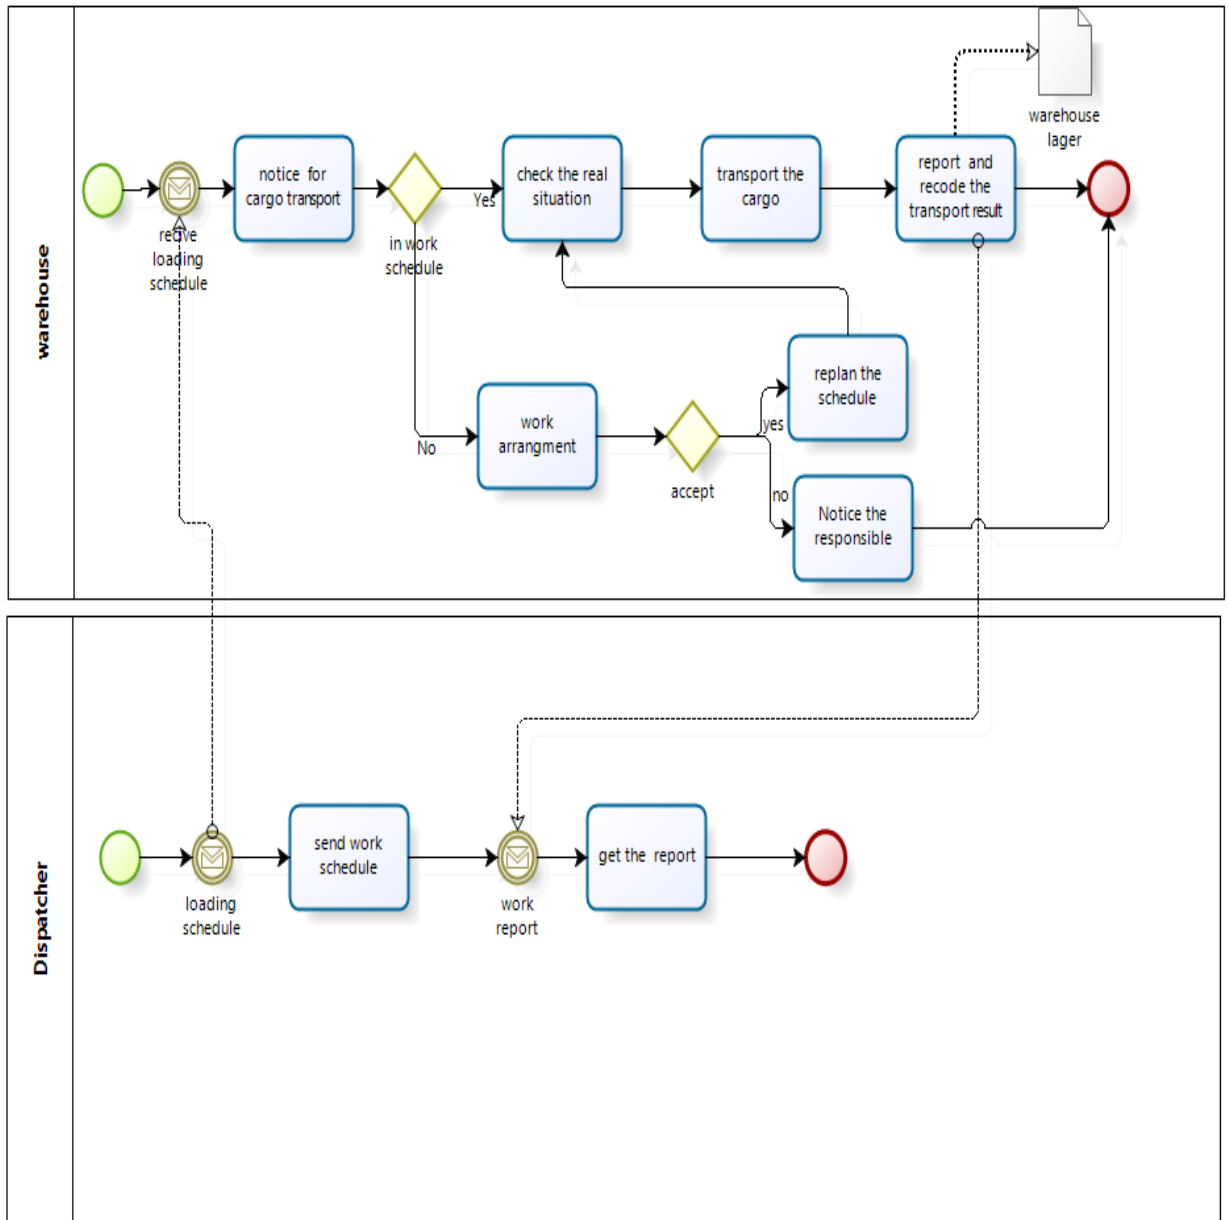 warehouse
notice for
cargo transport
check the real
situation
transport the
cargo
report and
recode the
transport result
warehouse
lager
Yes
recive
loading
schedule
in work
schedule
replan the
schedule
work
arrangment
No
yes
accept
no
Notice the
responsible
Dispatcher
send work
schedule
get the report
loading
schedule
work
report